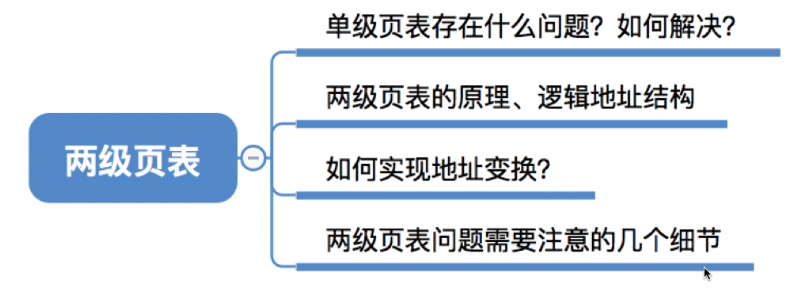 单级页表存在什么问题？如何解决？
两级页表的原理、逻辑地址结构
两级页表
如何实现地址变换？
两级页表问题需要注意的几个细节